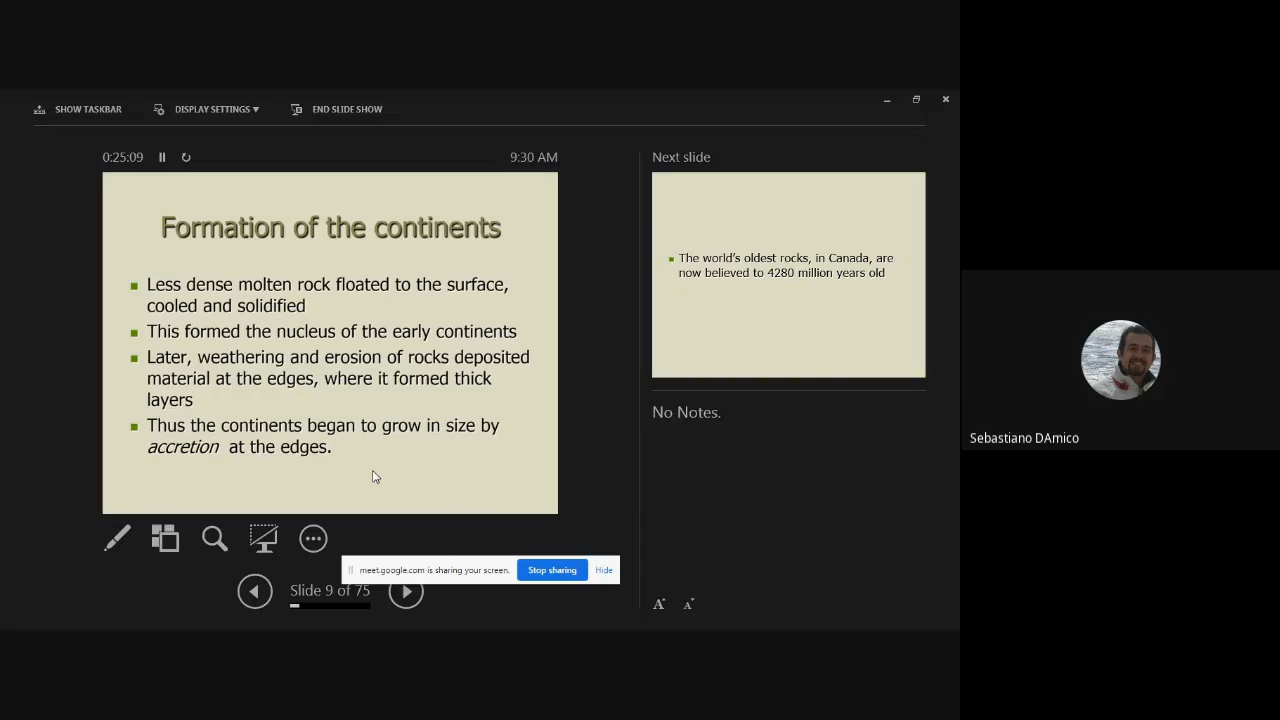 SHOW TASKBAR
DISPLAY SETTINGS
END SLIDE SHOW
0:25:09
9:30 AM
Formation of the continents
Less dense molten rock floated to the surface,
cooled and solidified
This formed the nucleus of the early continents
Later, weathering and erosion of rocks deposited
material at the edges, where it formed thick
layers
Thus the continents began to grow in size by
accretion at the edges.
Next slide
The world's oldest rocks, in Canada, are
now believed to 4280 million years old
No Notes.
meet.google.com is sharing your screen.
Stop sharing
Hide
Slide 9 of 75
A A
Sebastiano DAmico